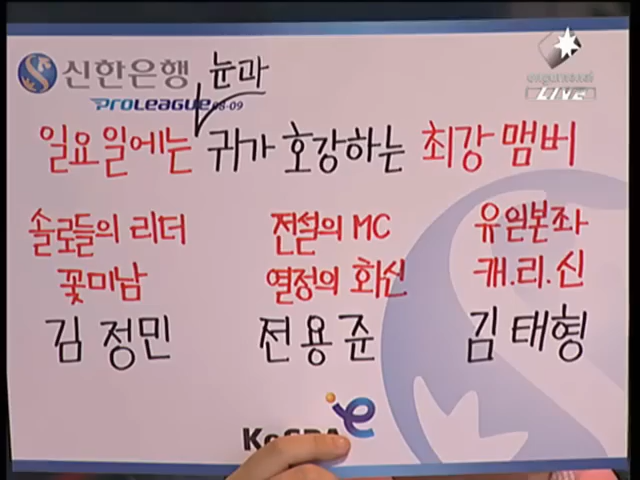 신한은행 눈과
PROLEAGUE 08-09
일요일에는 귀가 호강하는 최강 맴버
솔로들의 리더 전설의 MC 유일본좌
꽃미남 열정의 화신 캐.리.신
김정민 전용준 김태형
ongamenet
LIVE
KeSPA
e